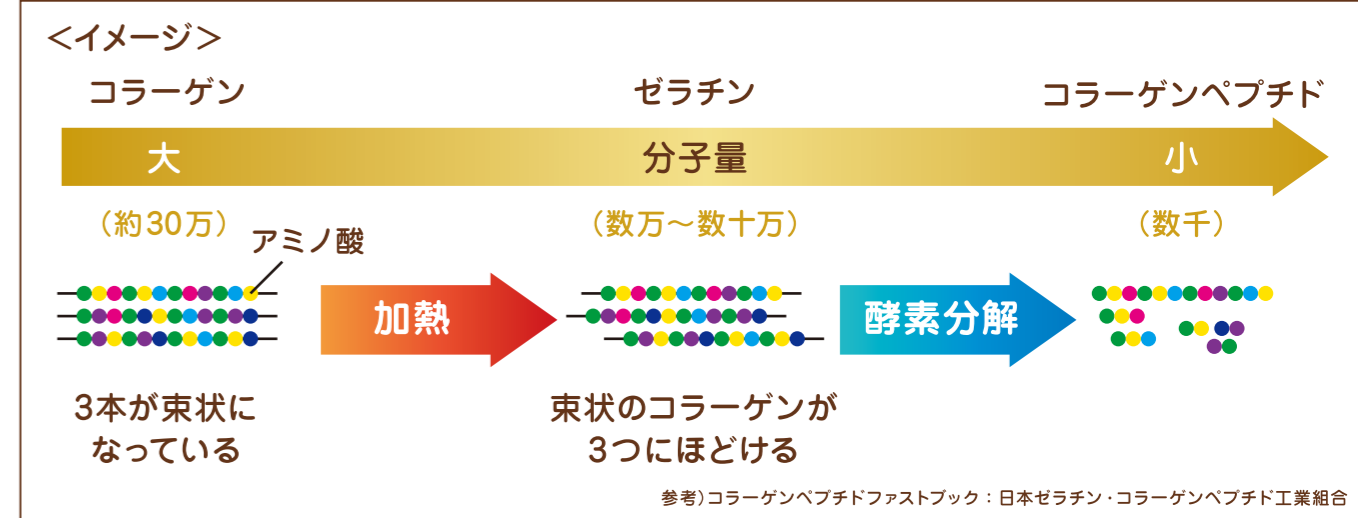 ＜イメージ＞
コラーゲン
ゼラチン
コラーゲンペプチド
大
分子量
小
（約30万）
（数万～数十万）
（数千）
アミノ酸
加熱
酵素分解
3本が束状に
なっている
束状のコラーゲンが
3つにほどける
参考）コラーゲンペプチドファストブック：日本ゼラチン・コラーゲンペプチド工業組合